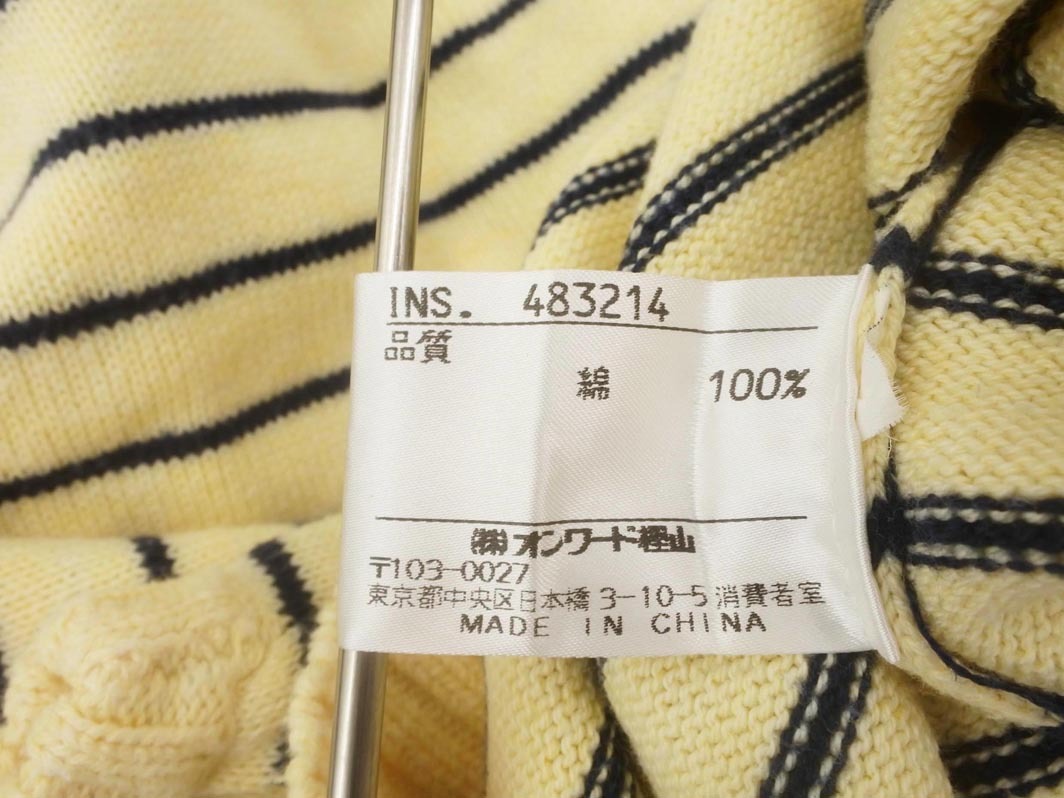 INS. 483214
品質
綿 100%
㈱オンワード樫山
〒103-0027
東京都中央区日本橋 3-10-5 消費者室
MADE IN CHINA